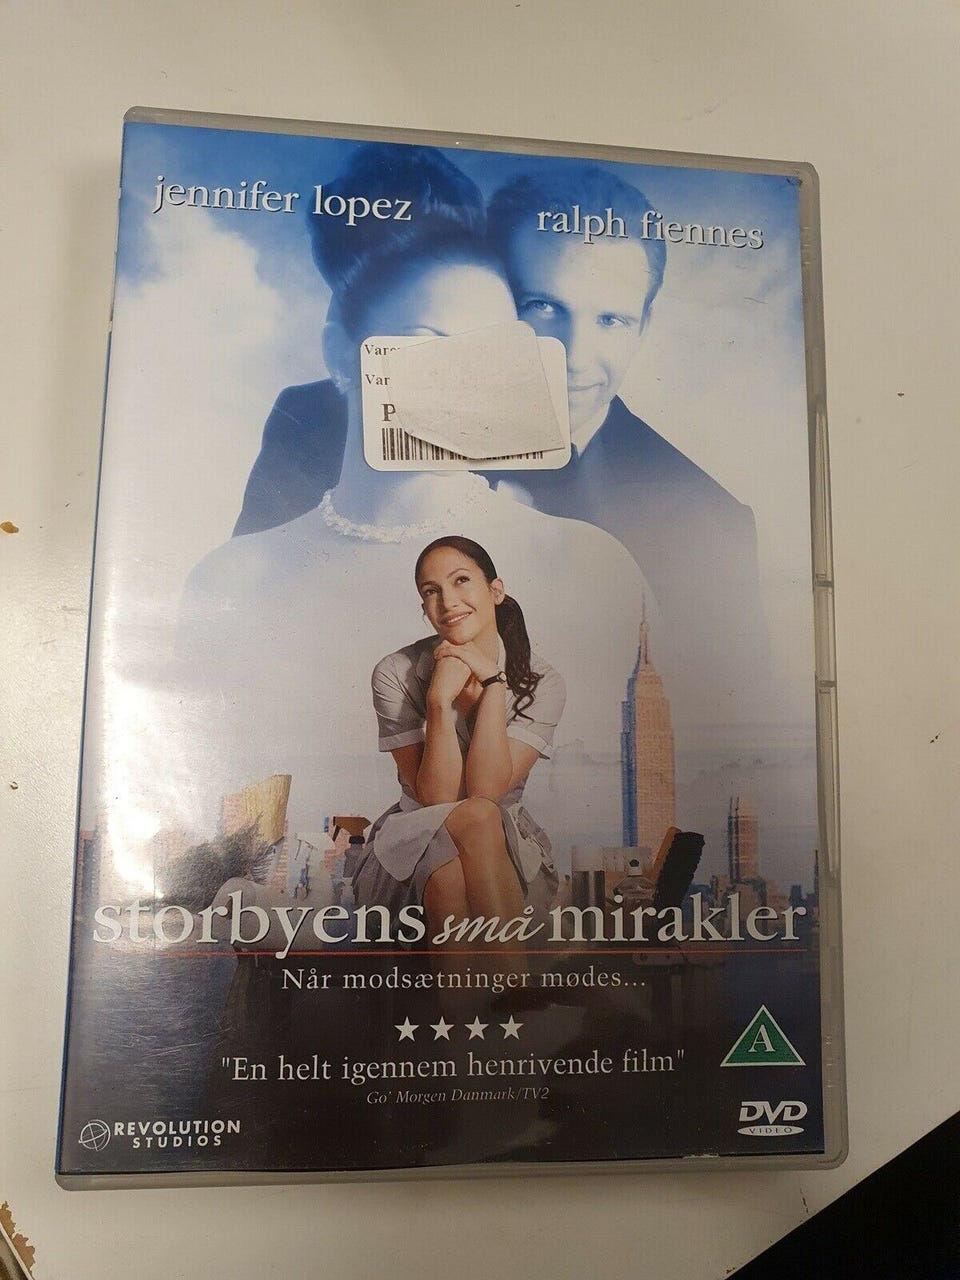 jennifer lopez
ralph fiennes
storbyens små mirakler
Når modsætninger mødes...
"En helt igennem henrivende film"
Go' Morgen Danmark/TV2
A
REVOLUTION
STUDIOS
DVD
VIDEO